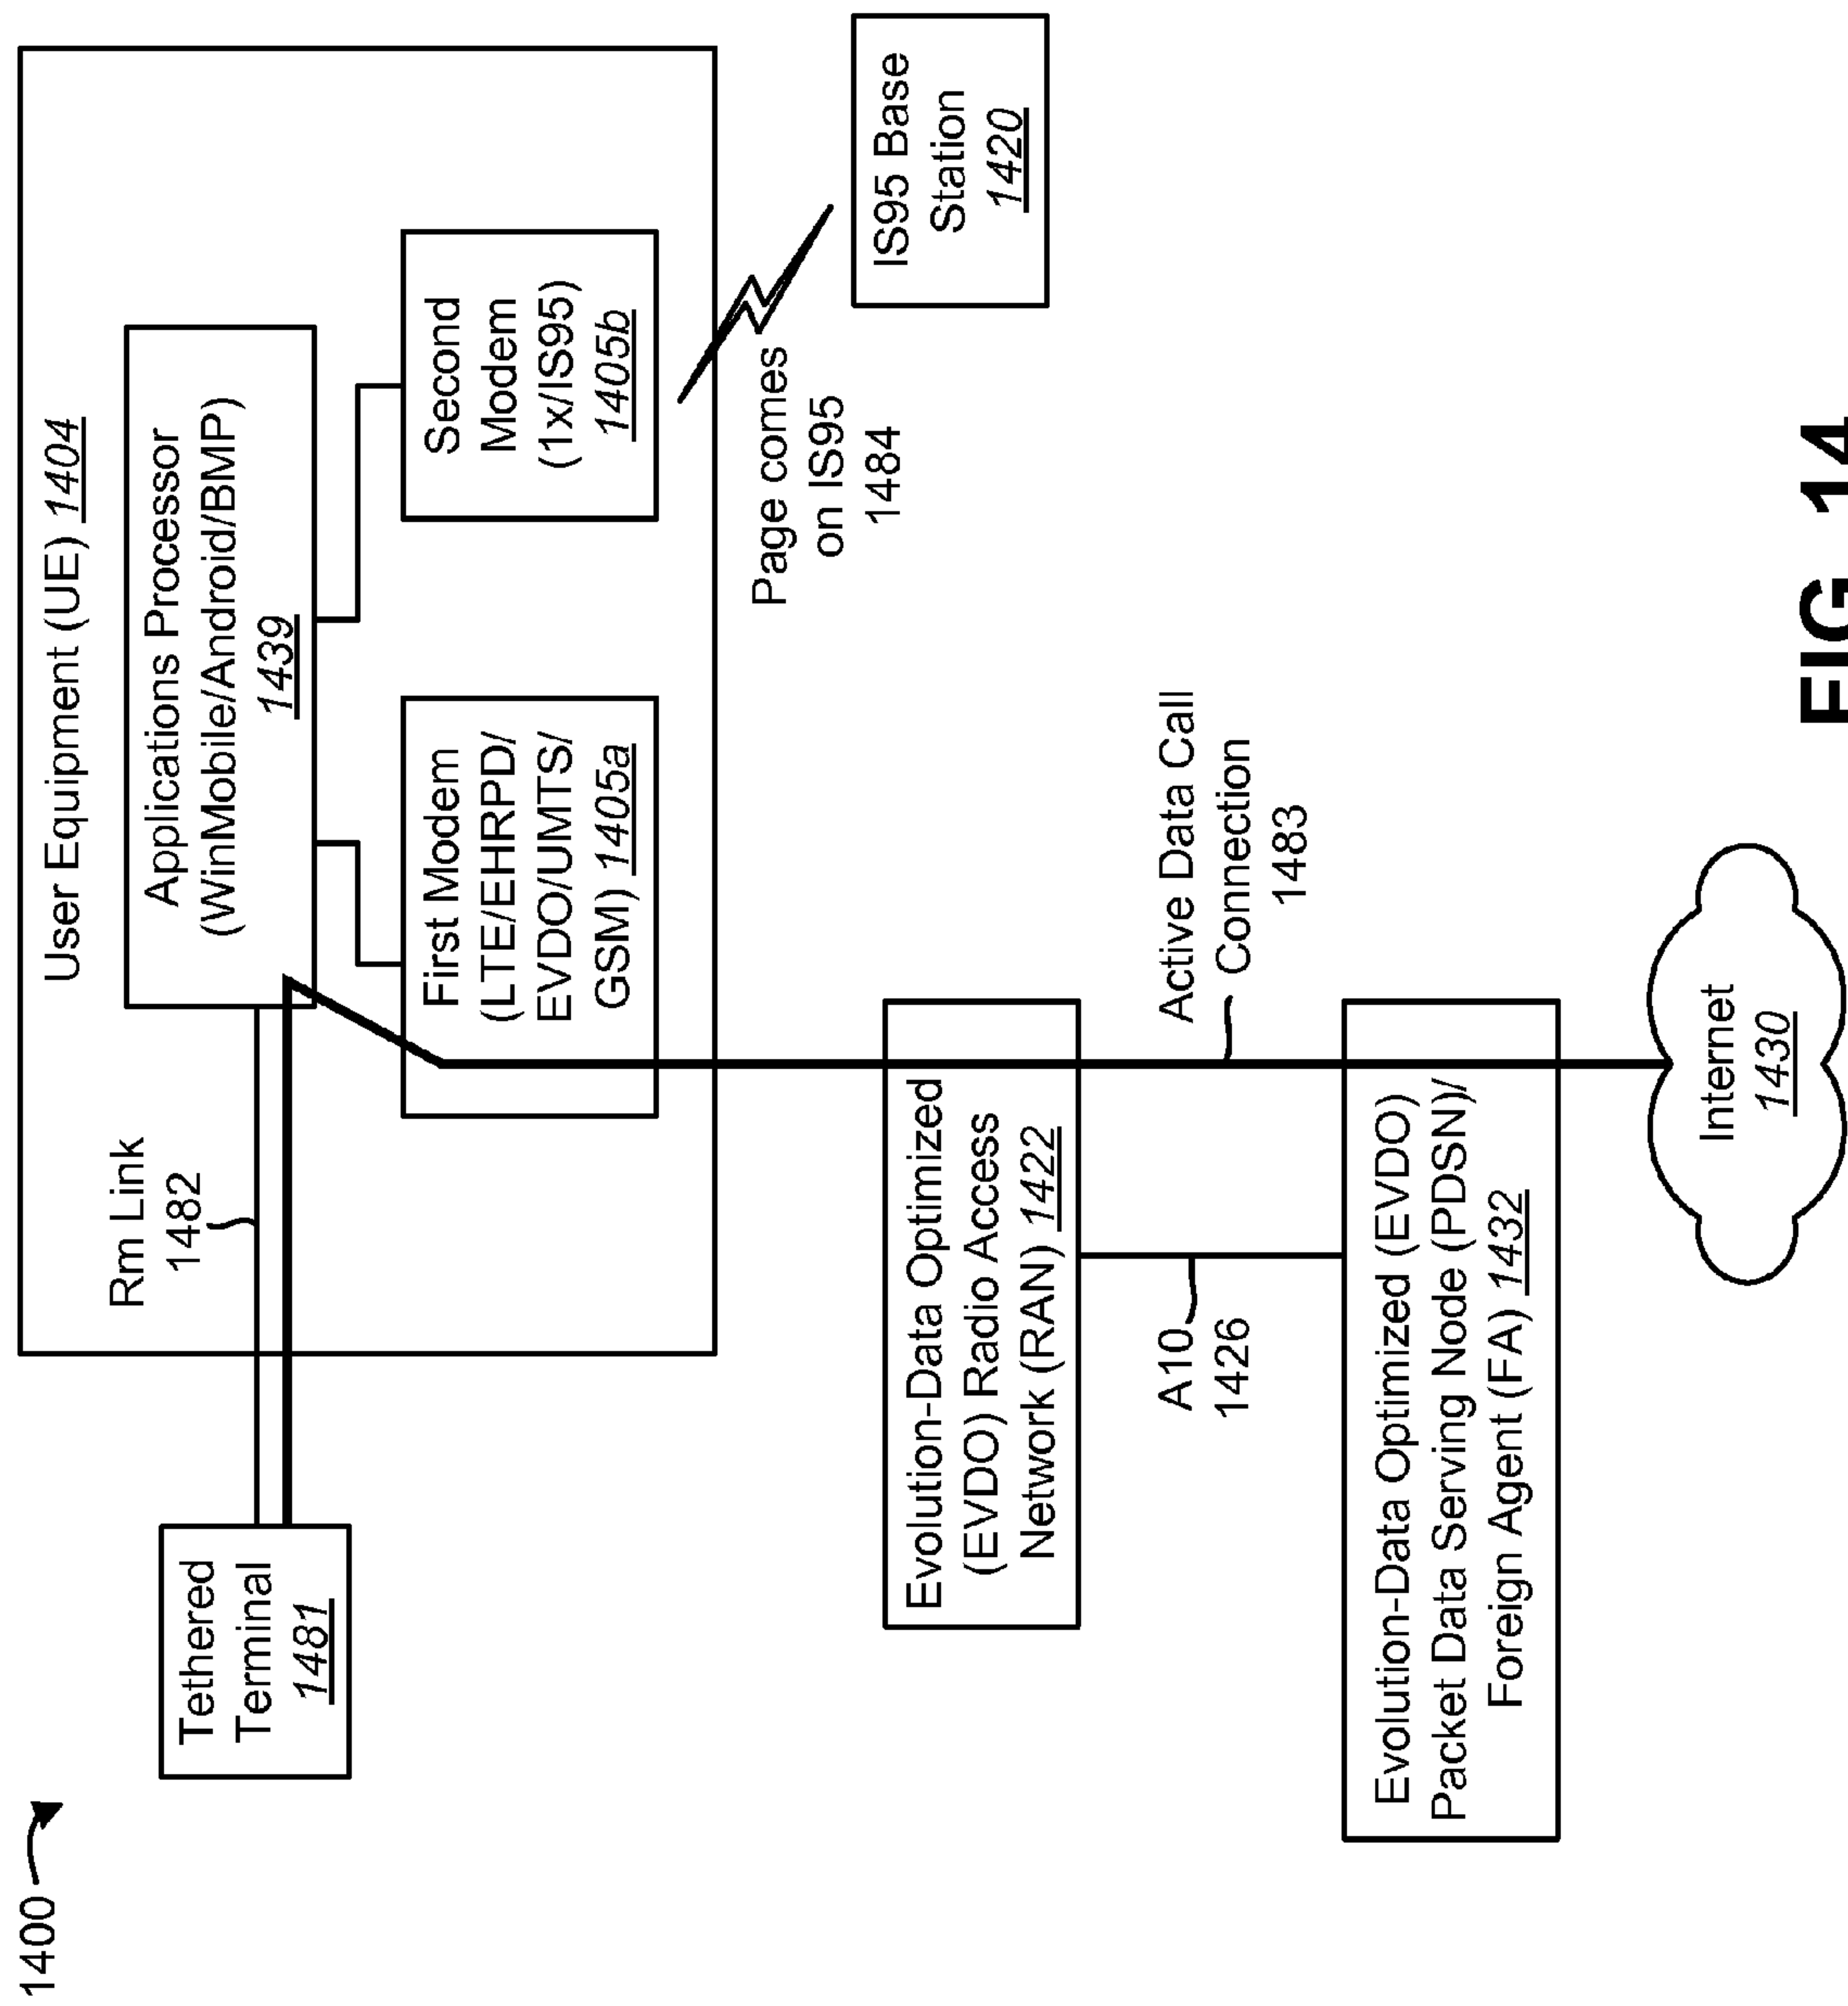 1400
User Equipment (UE) 1404
Tethered
Terminal
1481
Rm Link
1482
Applications Processor
(WinMobile/Android/BMP)
1439
First Modem
(LTE/EHRPD/
EVDO/UMTS/
GSM) 1405a
Second
Modem
(1x/IS95)
1405b
Page comes
on IS95
1484
IS95 Base
Station
1420
Evolution-Data Optimized
(EVDO) Radio Access
Network (RAN) 1422
A10
1426
Active Data Call
Connection
1483
Evolution-Data Optimized (EVDO)
Packet Data Serving Node (PDSN)/
Foreign Agent (FA) 1432
Internet
1430
FIG. 14